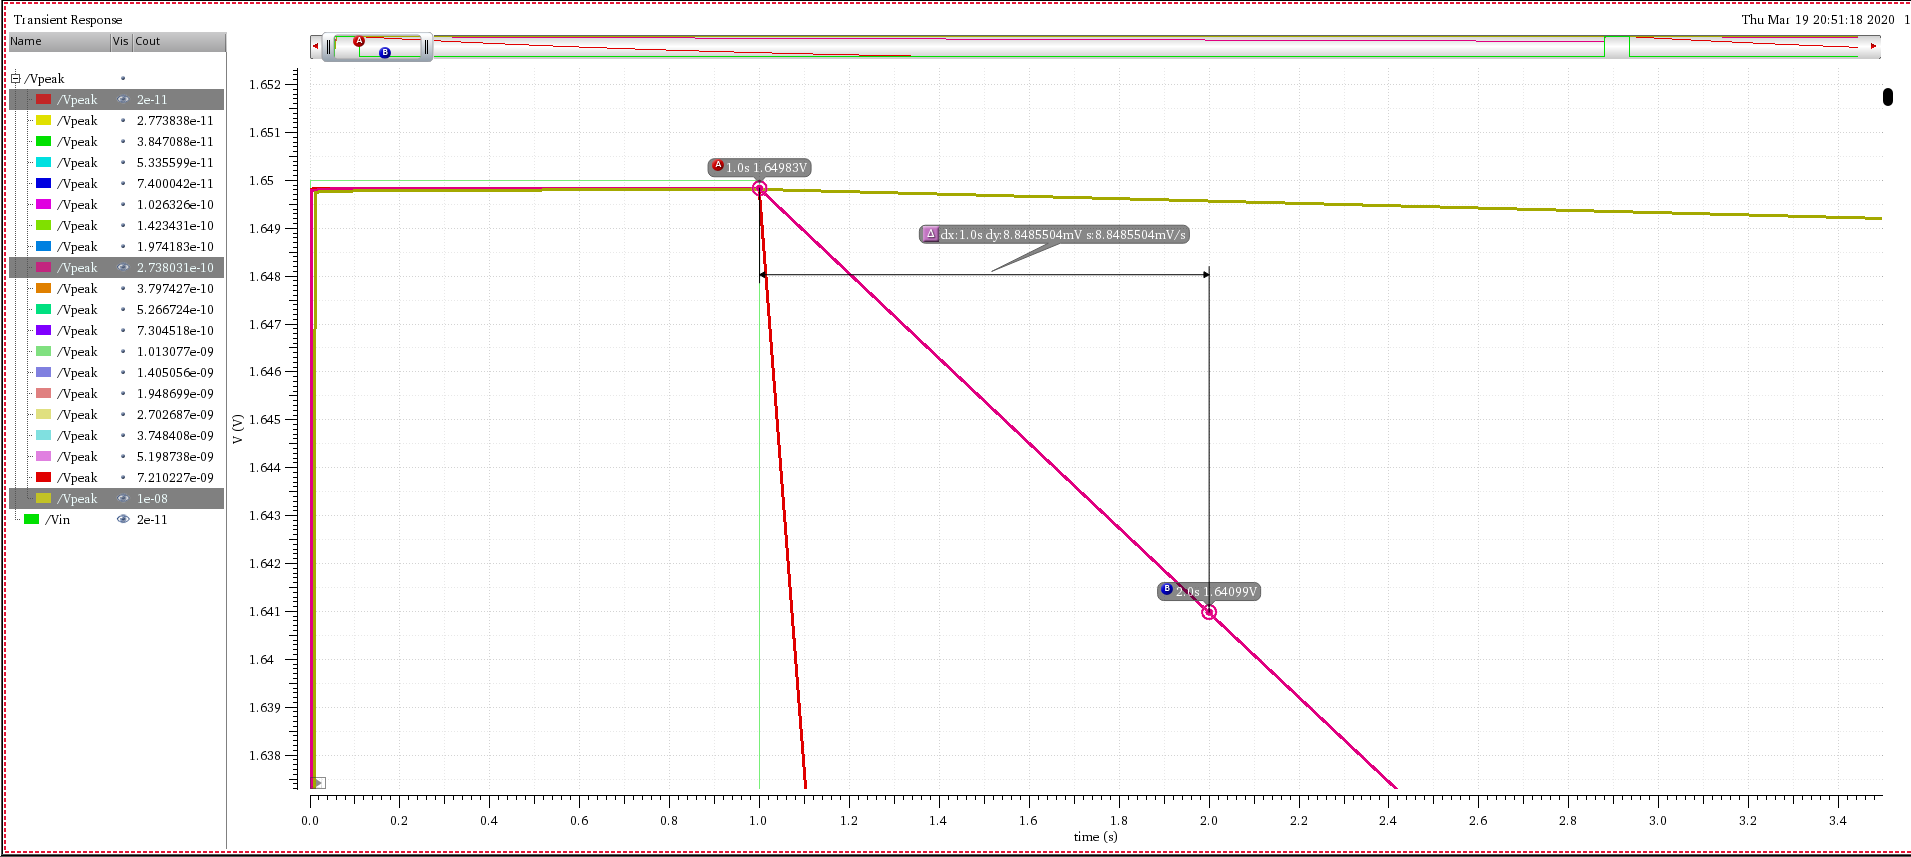 Transient Response
Thu Mar 19 20:51:18 2020 1
Name Vis Cout
/Vpeak
/Vpeak 2e-11
/Vpeak 2.773838e-11
/Vpeak 3.847088e-11
/Vpeak 5.335599e-11
/Vpeak 7.400042e-11
/Vpeak 1.026326e-10
/Vpeak 1.423431e-10
/Vpeak 1.974183e-10
/Vpeak 2.738031e-10
/Vpeak 3.797427e-10
/Vpeak 5.266724e-10
/Vpeak 7.304518e-10
/Vpeak 1.013077e-09
/Vpeak 1.405056e-09
/Vpeak 1.948699e-09
/Vpeak 2.702687e-09
/Vpeak 3.748408e-09
/Vpeak 5.198738e-09
/Vpeak 7.210227e-09
/Vpeak 1e-08
/Vin 2e-11
A
B
1.652
1.651
1.65
1.649
1.648
1.647
1.646
1.645
1.644
1.643
1.642
1.641
1.64
1.639
1.638
V (V)
A 1.0s 1.64983V
Δ dx:1.0s dy:8.8485504mV s:8.8485504mV/s
B 2.0s 1.64099V
0.0 0.2 0.4 0.6 0.8 1.0 1.2 1.4 1.6 1.8 2.0 2.2 2.4 2.6 2.8 3.0 3.2 3.4
time (s)